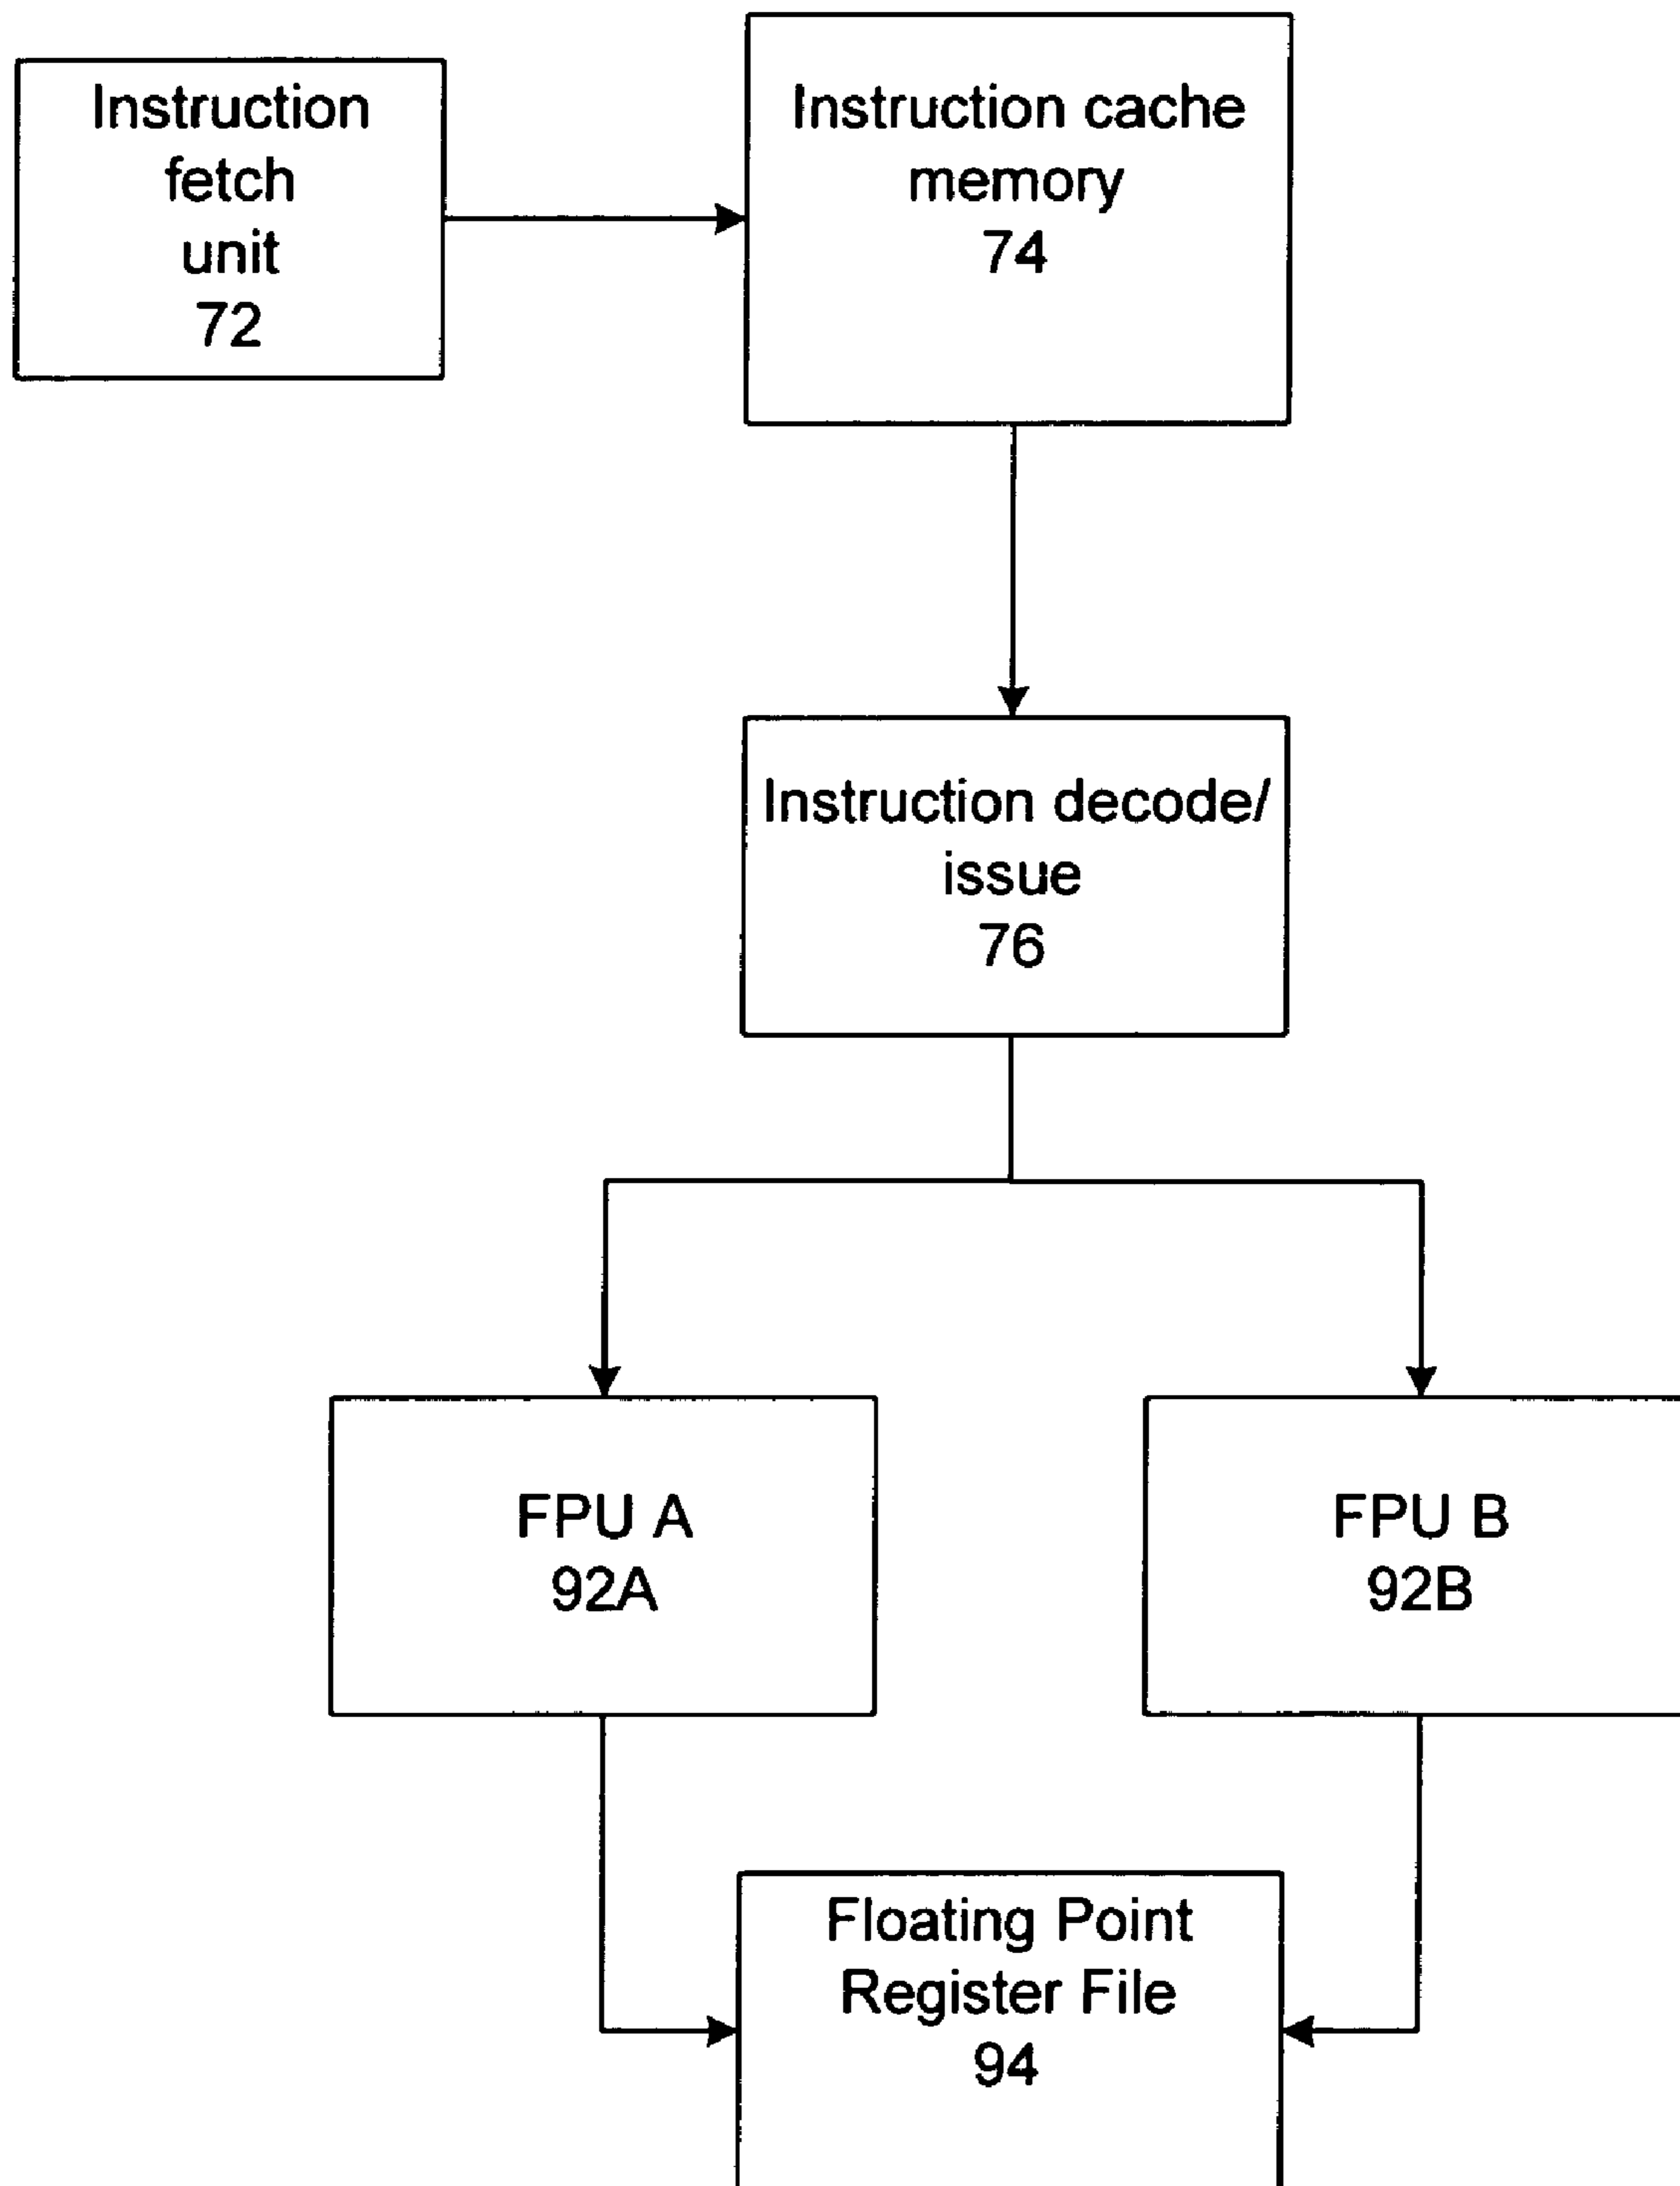 Instruction
fetch
unit
72
Instruction cache
memory
74
Instruction decode/
issue
76
FPU A
92A
FPU B
92B
Floating Point
Register File
94